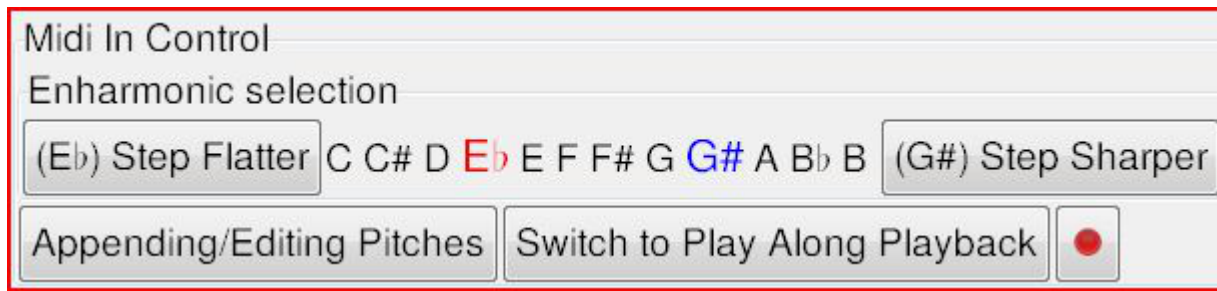 Midi In Control
Enharmonic selection
(E♭) Step Flatter C C# D E♭ E F F# G G# A B♭ B (G#) Step Sharper
Appending/Editing Pitches Switch to Play Along Playback